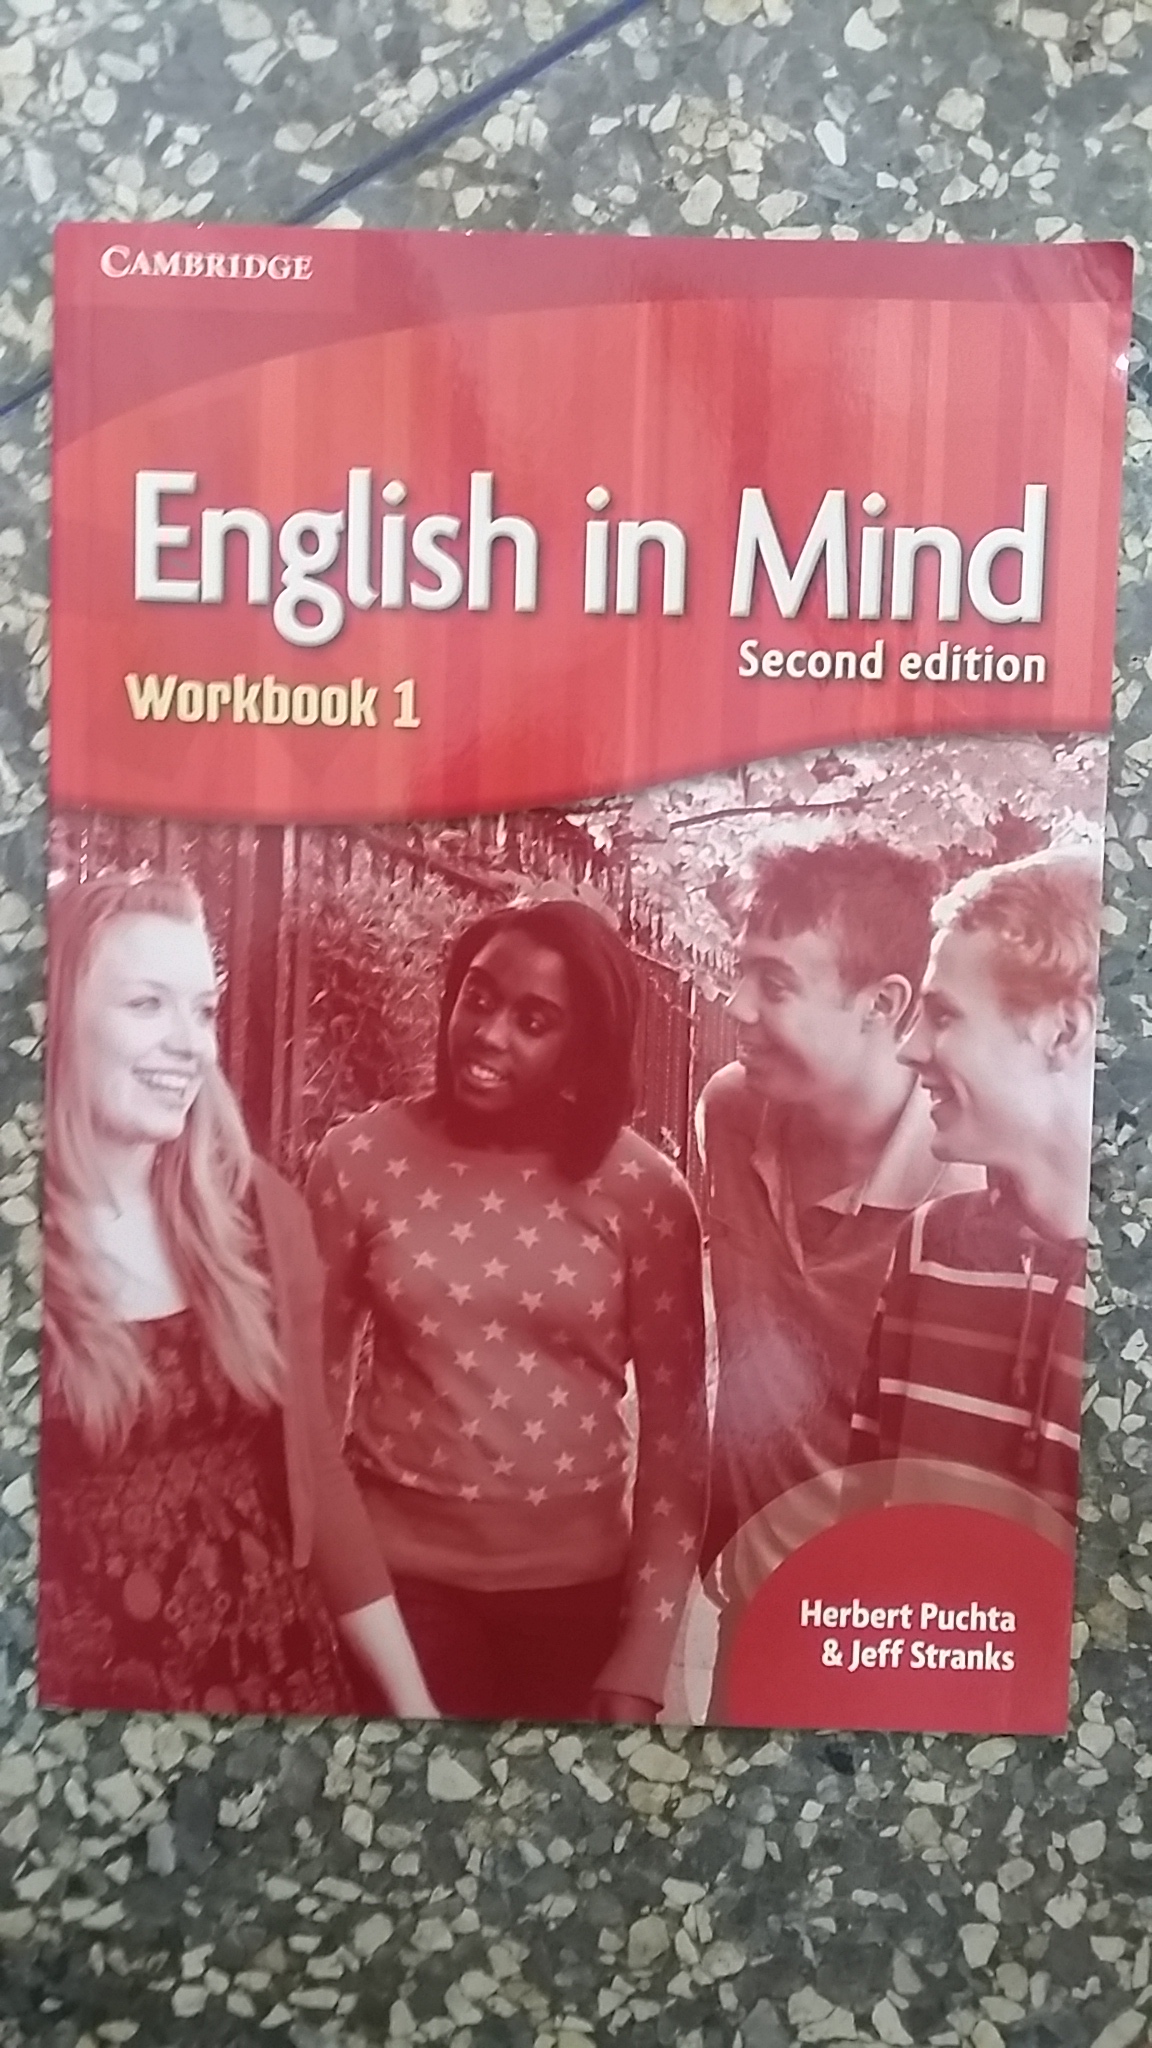 CAMBRIDGE
English in Mind
Second edition
Workbook 1
Herbert Puchta
& Jeff Stranks